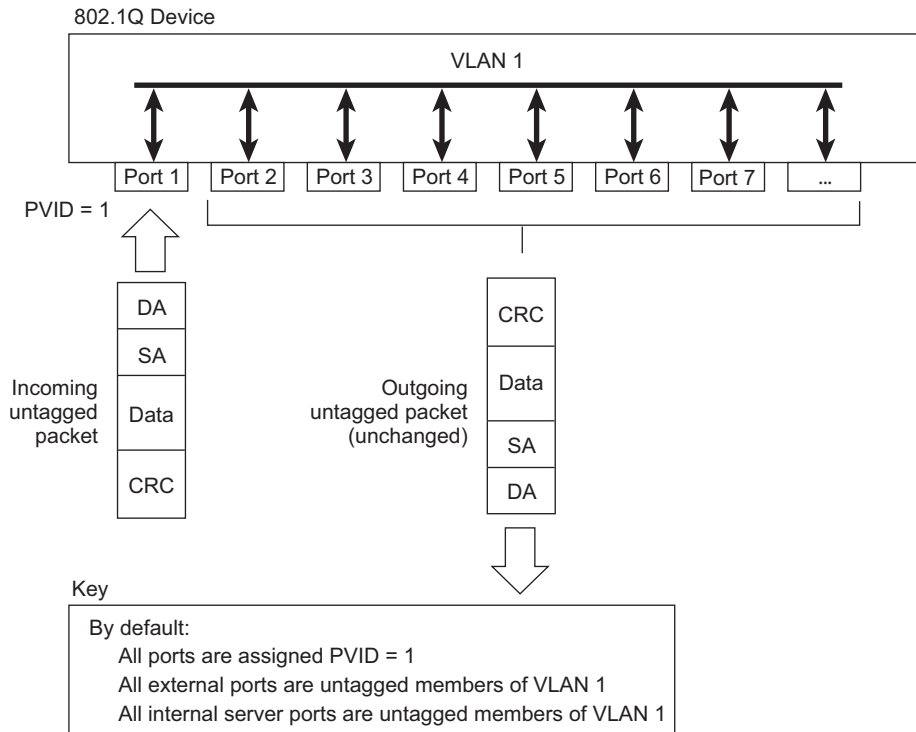 802.1Q Device
VLAN 1
Port 1
Port 2
Port 3
Port 4
Port 5
Port 6
Port 7
...
PVID = 1
DA
SA
Data
CRC
Incoming
untagged
packet
CRC
Data
SA
DA
Outgoing
untagged packet
(unchanged)
Key
By default:
All ports are assigned PVID = 1
All external ports are untagged members of VLAN 1
All internal server ports are untagged members of VLAN 1